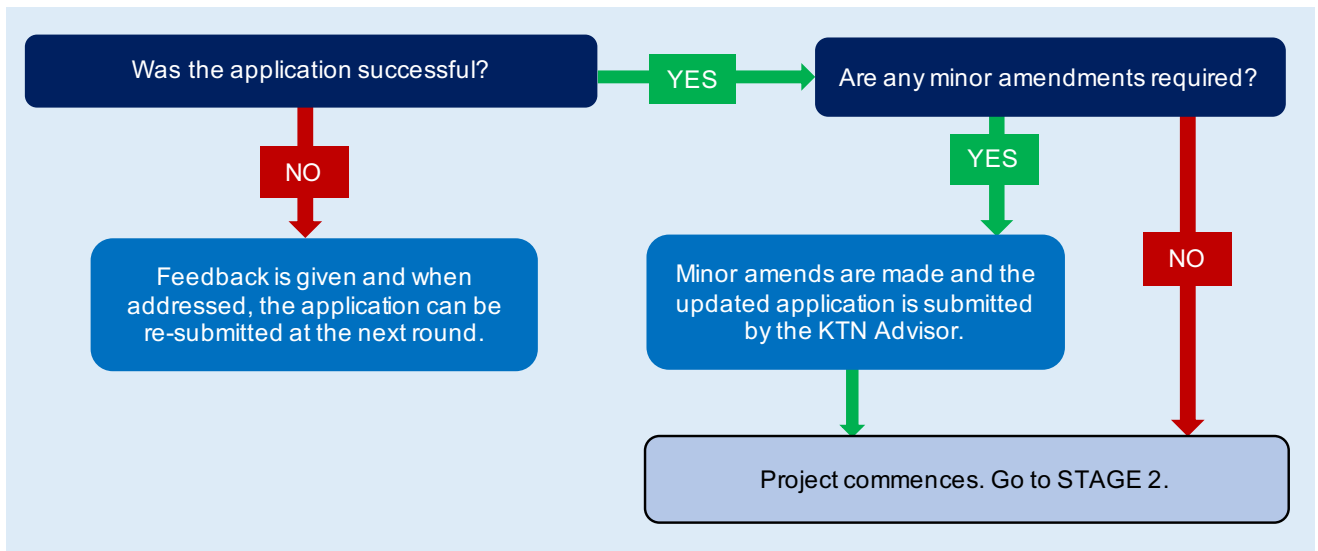 Was the application successful?
YES
Are any minor amendments required?
NO
YES
NO
Feedback is given and when
addressed, the application can be
re-submitted at the next round.
Minor amends are made and the
updated application is submitted
by the KTN Advisor.
Project commences. Go to STAGE 2.